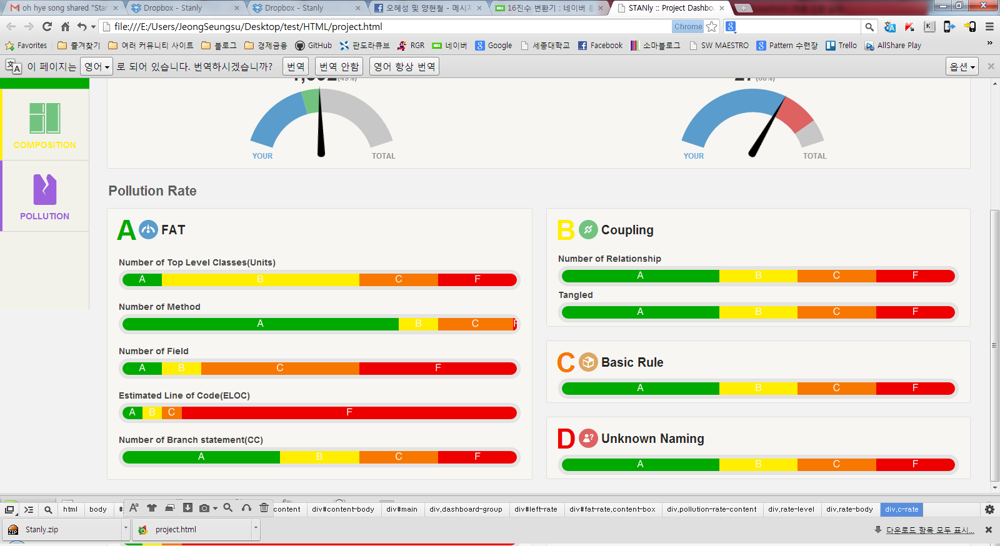 oh hye song shared "Star
Dropbox - Stanly
Dropbox - Stanly
오혜성 및 양현철 - 메시지
16진수 변환기 : 네이버 통
STANly :: Project Dashbo
file:///E:/Users/JeongSeungsu/Desktop/test/HTML/project.html
Chrome
Favorites
즐겨찾기
여러 커뮤니티 사이트
블로그
경제금융
GitHub
판도라큐브
RGR
네이버
Google
세종대학교
Facebook
소마블로그
SW MAESTRO
Pattern 수련장
Trello
AllShare Play
이 페이지는 영어 로 되어 있습니다. 번역하시겠습니까? 번역 번역 안함 영어 항상 번역 옵션
(49%)
YOUR TOTAL
YOUR TOTAL
COMPOSITION
POLLUTION
Pollution Rate
A FAT
Number of Top Level Classes(Units)
A B C F
Number of Method
A B C F
Number of Field
A B C F
Estimated Line of Code(ELOC)
A B C F
Number of Branch statement(CC)
A B C F
B Coupling
Number of Relationship
A B C F
Tangled
A B C F
C Basic Rule
A B C F
D Unknown Naming
A B C F
html body # content div#content-body div#main div.dashboard-group div#left-rate div#fat-rate.content-box div.pollution-rate-content div.rate-level div.rate-body div.c-rate
Stanly.zip
project.html
다운로드 항목 모두 표시...